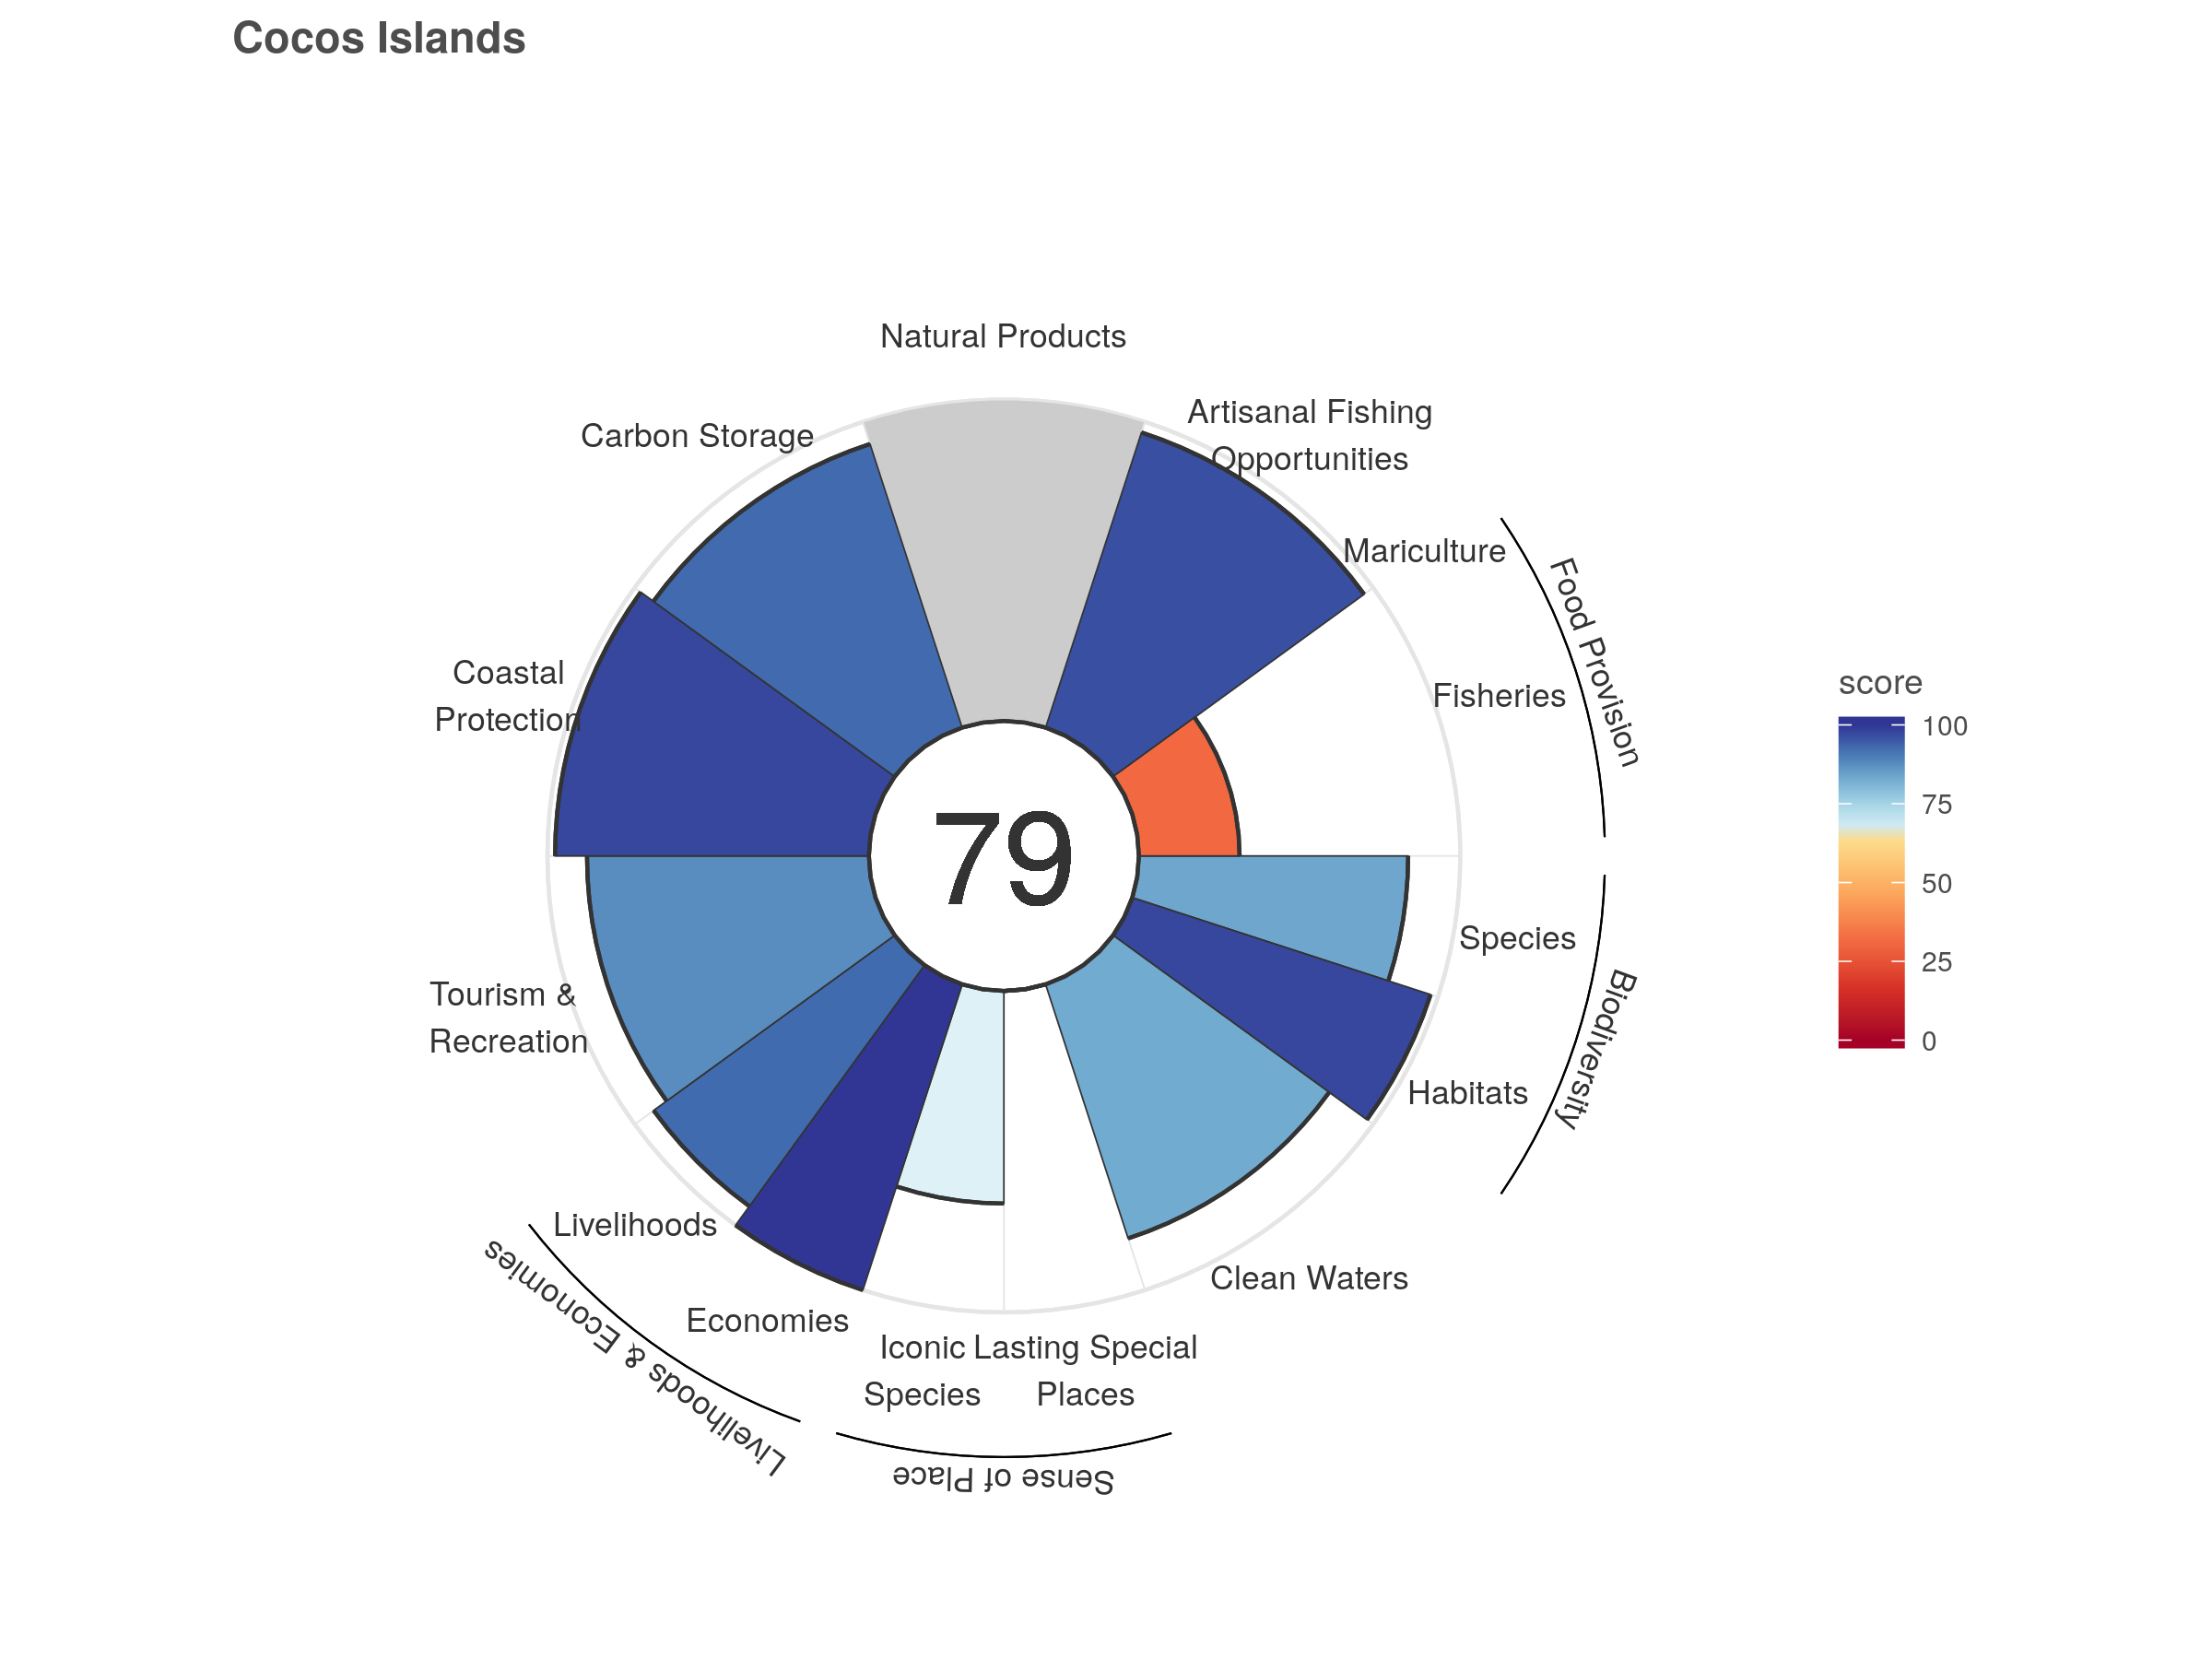 Cocos Islands
Natural Products
Artisanal Fishing
Opportunities
Carbon Storage
Mariculture
Food Provision
Fisheries
Coastal
Protection
score
100
75
50
25
0
79
Species
Biodiversity
Tourism &
Recreation
Habitats
Livelihoods
Clean Waters
Economies
Livelihoods & Economies
Iconic
Species
Lasting Special
Places
Sense of Place